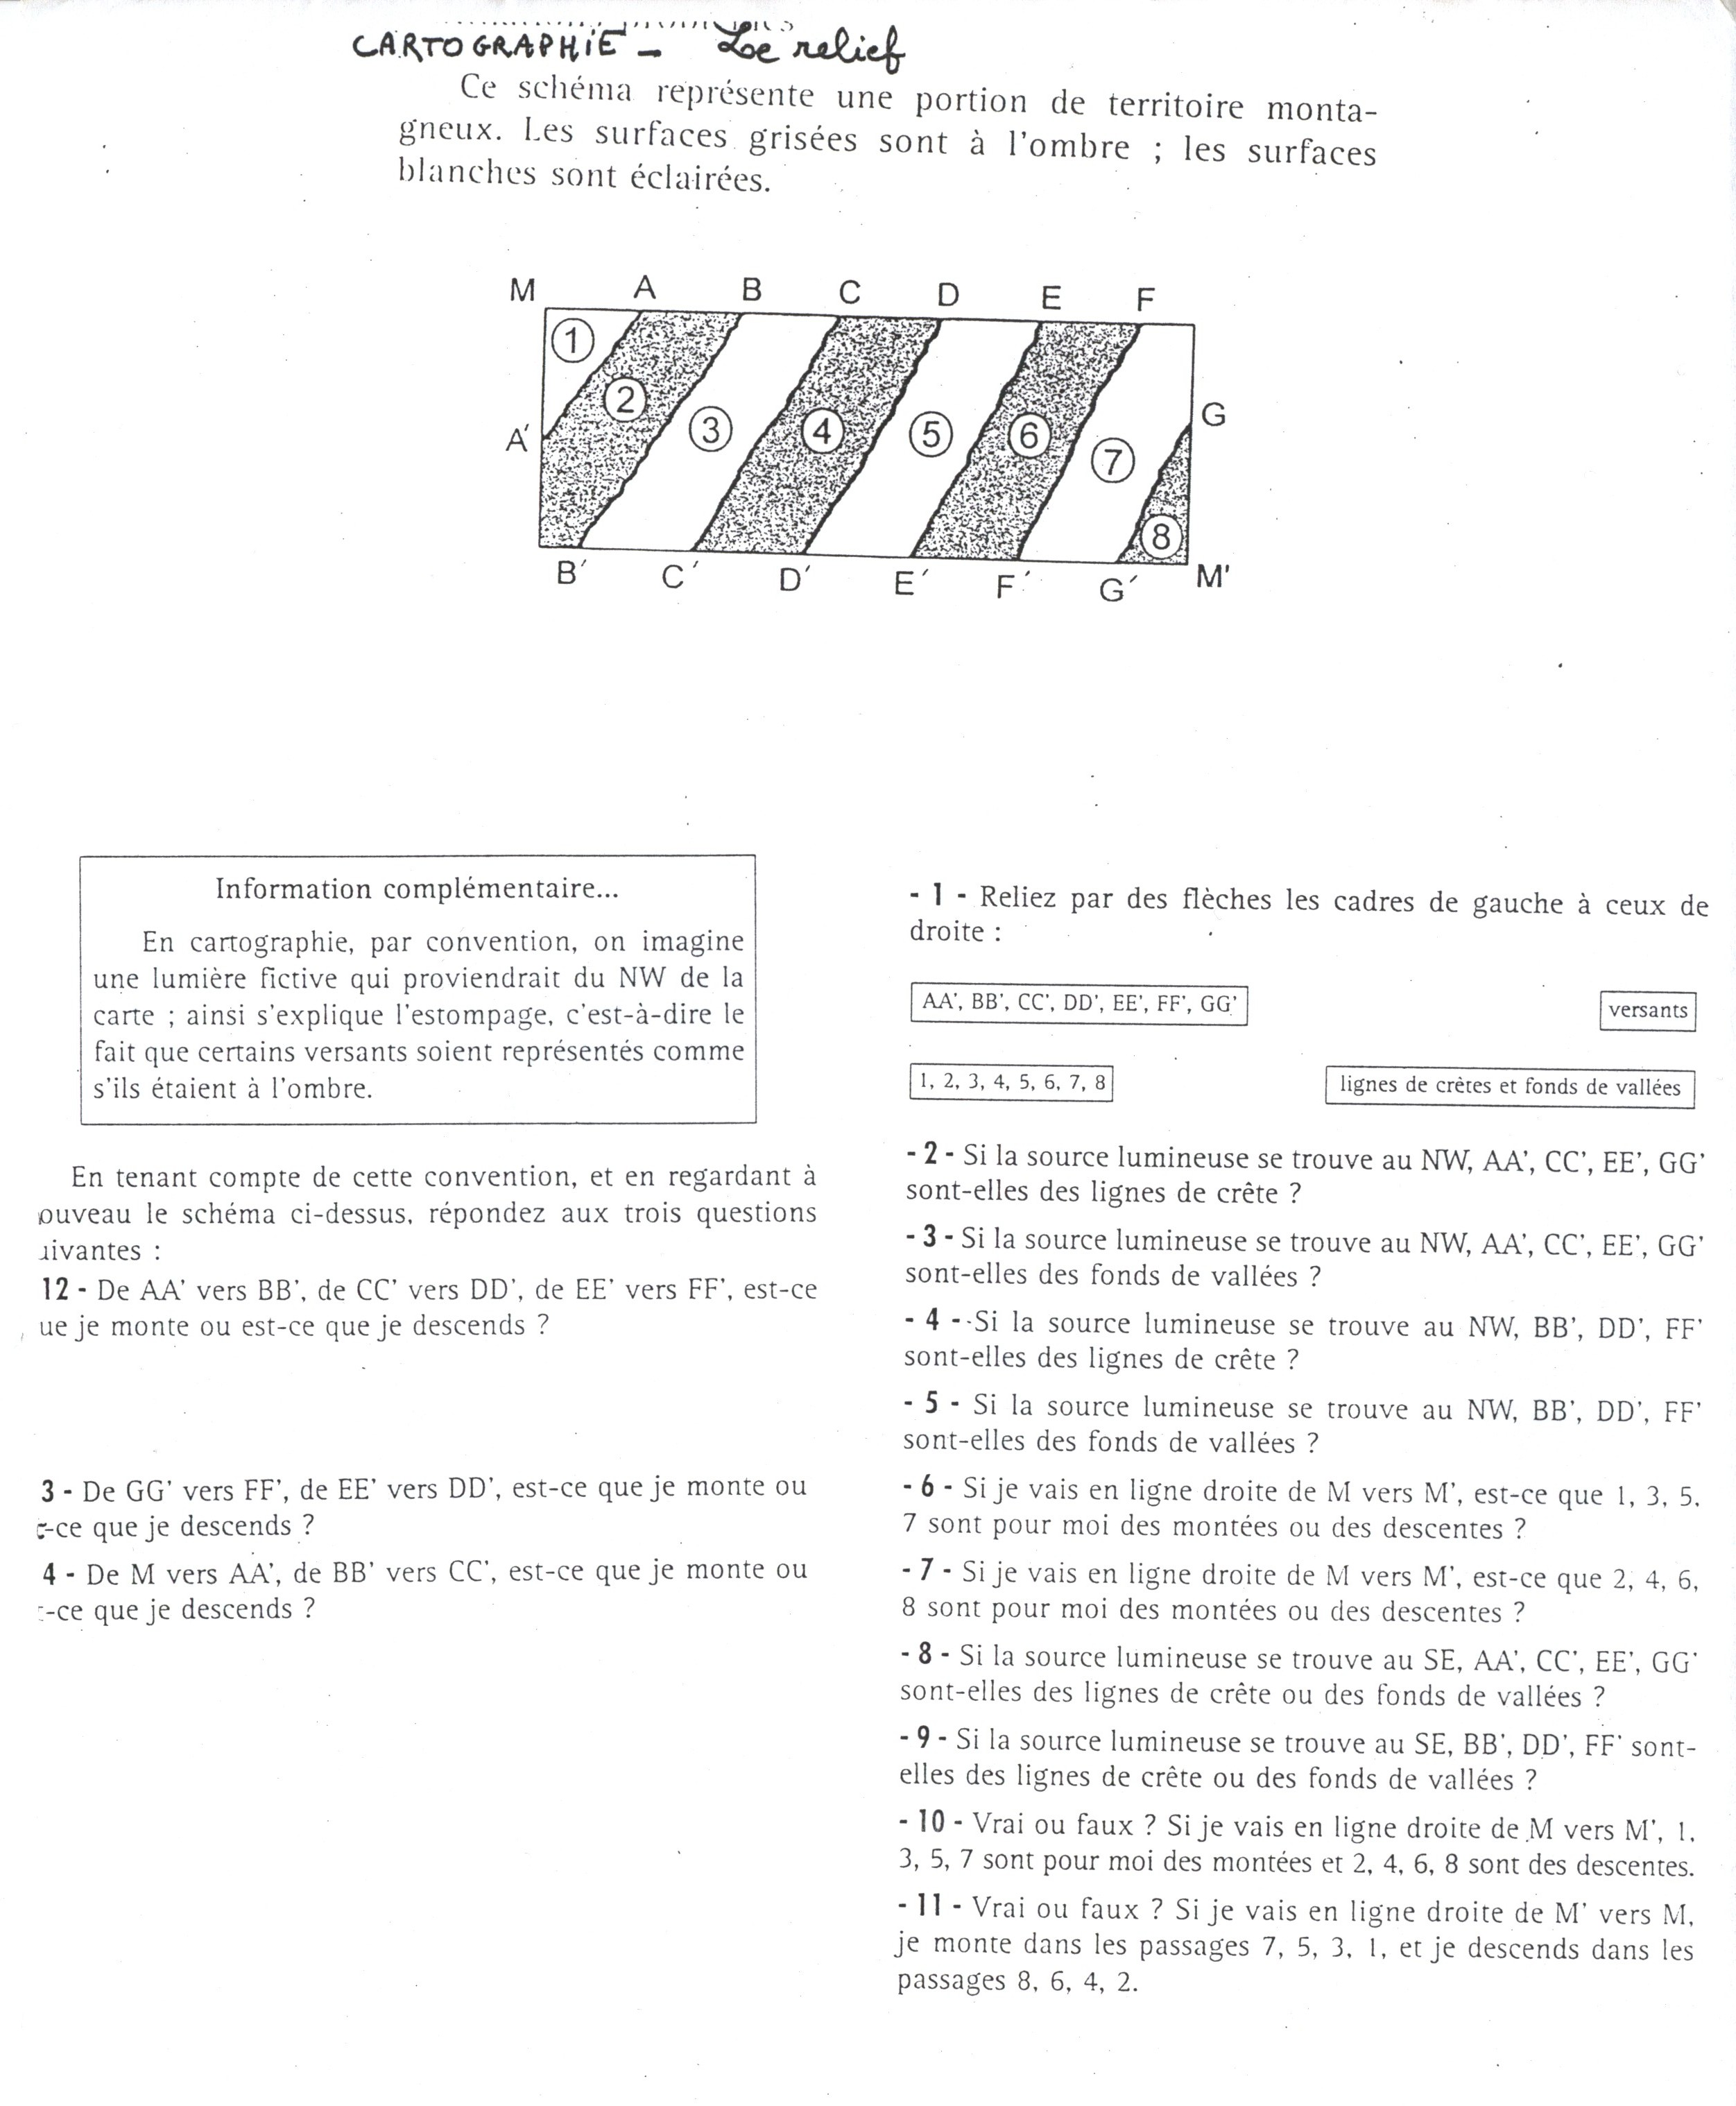 CARTOGRAPHIE - Le relief
Ce schéma représente une portion de territoire monta-
gneux. Les surfaces grisées sont à l'ombre ; les surfaces
blanches sont éclairées.
M A B C D E F
1
2
3
4
5
6
7
8
A' G
B' C' D' E' F' G' M'
Information complémentaire...
En cartographie, par convention, on imagine
une lumière fictive qui proviendrait du NW de la
carte ; ainsi s'explique l'estompage, c'est-à-dire le
fait que certains versants soient représentés comme
s'ils étaient à l'ombre.
En tenant compte de cette convention, et en regardant à
ouveau le schéma ci-dessus, répondez aux trois questions
uivantes :
12 - De AA' vers BB', de CC' vers DD', de EE' vers FF', est-ce
ue je monte ou est-ce que je descends ?
3 - De GG' vers FF', de EE' vers DD', est-ce que je monte ou
-ce que je descends ?
4 - De M vers AA', de BB' vers CC', est-ce que je monte ou
-ce que je descends ?
- 1 - Reliez par des flèches les cadres de gauche à ceux de
droite :
AA', BB', CC', DD', EE', FF', GG'
versants
1, 2, 3, 4, 5, 6, 7, 8
lignes de crètes et fonds de vallées
- 2 - Si la source lumineuse se trouve au NW, AA', CC', EE', GG'
sont-elles des lignes de crête ?
- 3 - Si la source lumineuse se trouve au NW, AA', CC', EE', GG'
sont-elles des fonds de vallées ?
- 4 - Si la source lumineuse se trouve au NW, BB', DD', FF'
sont-elles des lignes de crête ?
- 5 - Si la source lumineuse se trouve au NW, BB', DD', FF'
sont-elles des fonds de vallées ?
- 6 - Si je vais en ligne droite de M vers M', est-ce que 1, 3, 5,
7 sont pour moi des montées ou des descentes ?
- 7 - Si je vais en ligne droite de M vers M', est-ce que 2, 4, 6,
8 sont pour moi des montées ou des descentes ?
- 8 - Si la source lumineuse se trouve au SE, AA', CC', EE', GG'
sont-elles des lignes de crête ou des fonds de vallées ?
- 9 - Si la source lumineuse se trouve au SE, BB', DD', FF' sont-
elles des lignes de crête ou des fonds de vallées ?
- 10 - Vrai ou faux ? Si je vais en ligne droite de M vers M', 1,
3, 5, 7 sont pour moi des montées et 2, 4, 6, 8 sont des descentes.
- 11 - Vrai ou faux ? Si je vais en ligne droite de M' vers M,
je monte dans les passages 7, 5, 3, 1, et je descends dans les
passages 8, 6, 4, 2.